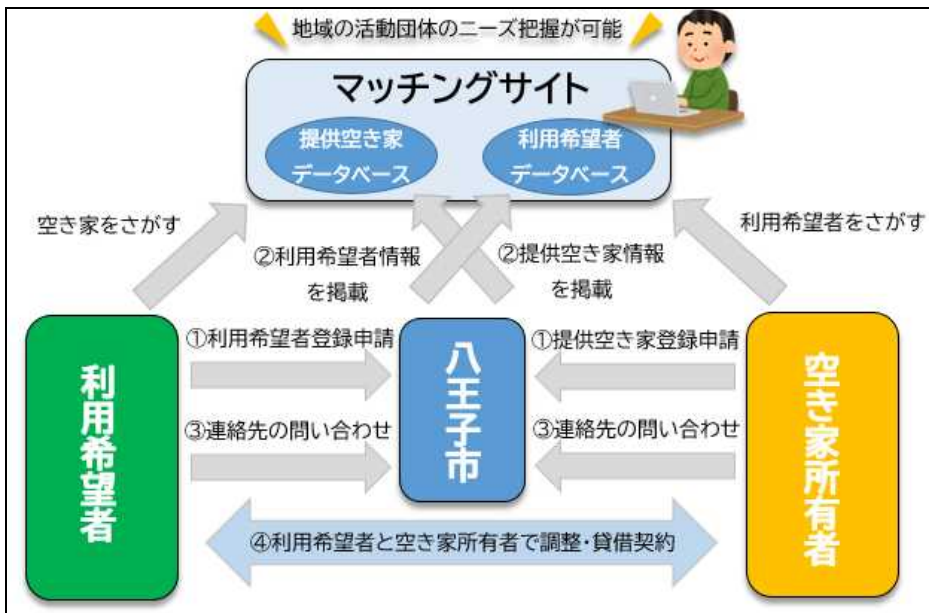 地域の活動団体のニーズ把握が可能
マッチングサイト
提供空き家
データベース
利用希望者
データベース
空き家をさがす
利用希望者をさがす
②利用希望者情報
を掲載
②提供空き家情報
を掲載
利用希望者
①利用希望者登録申請
③連絡先の問い合わせ
八王子市
①提供空き家登録申請
③連絡先の問い合わせ
空き家所有者
④利用希望者と空き家所有者で調整・貸借契約